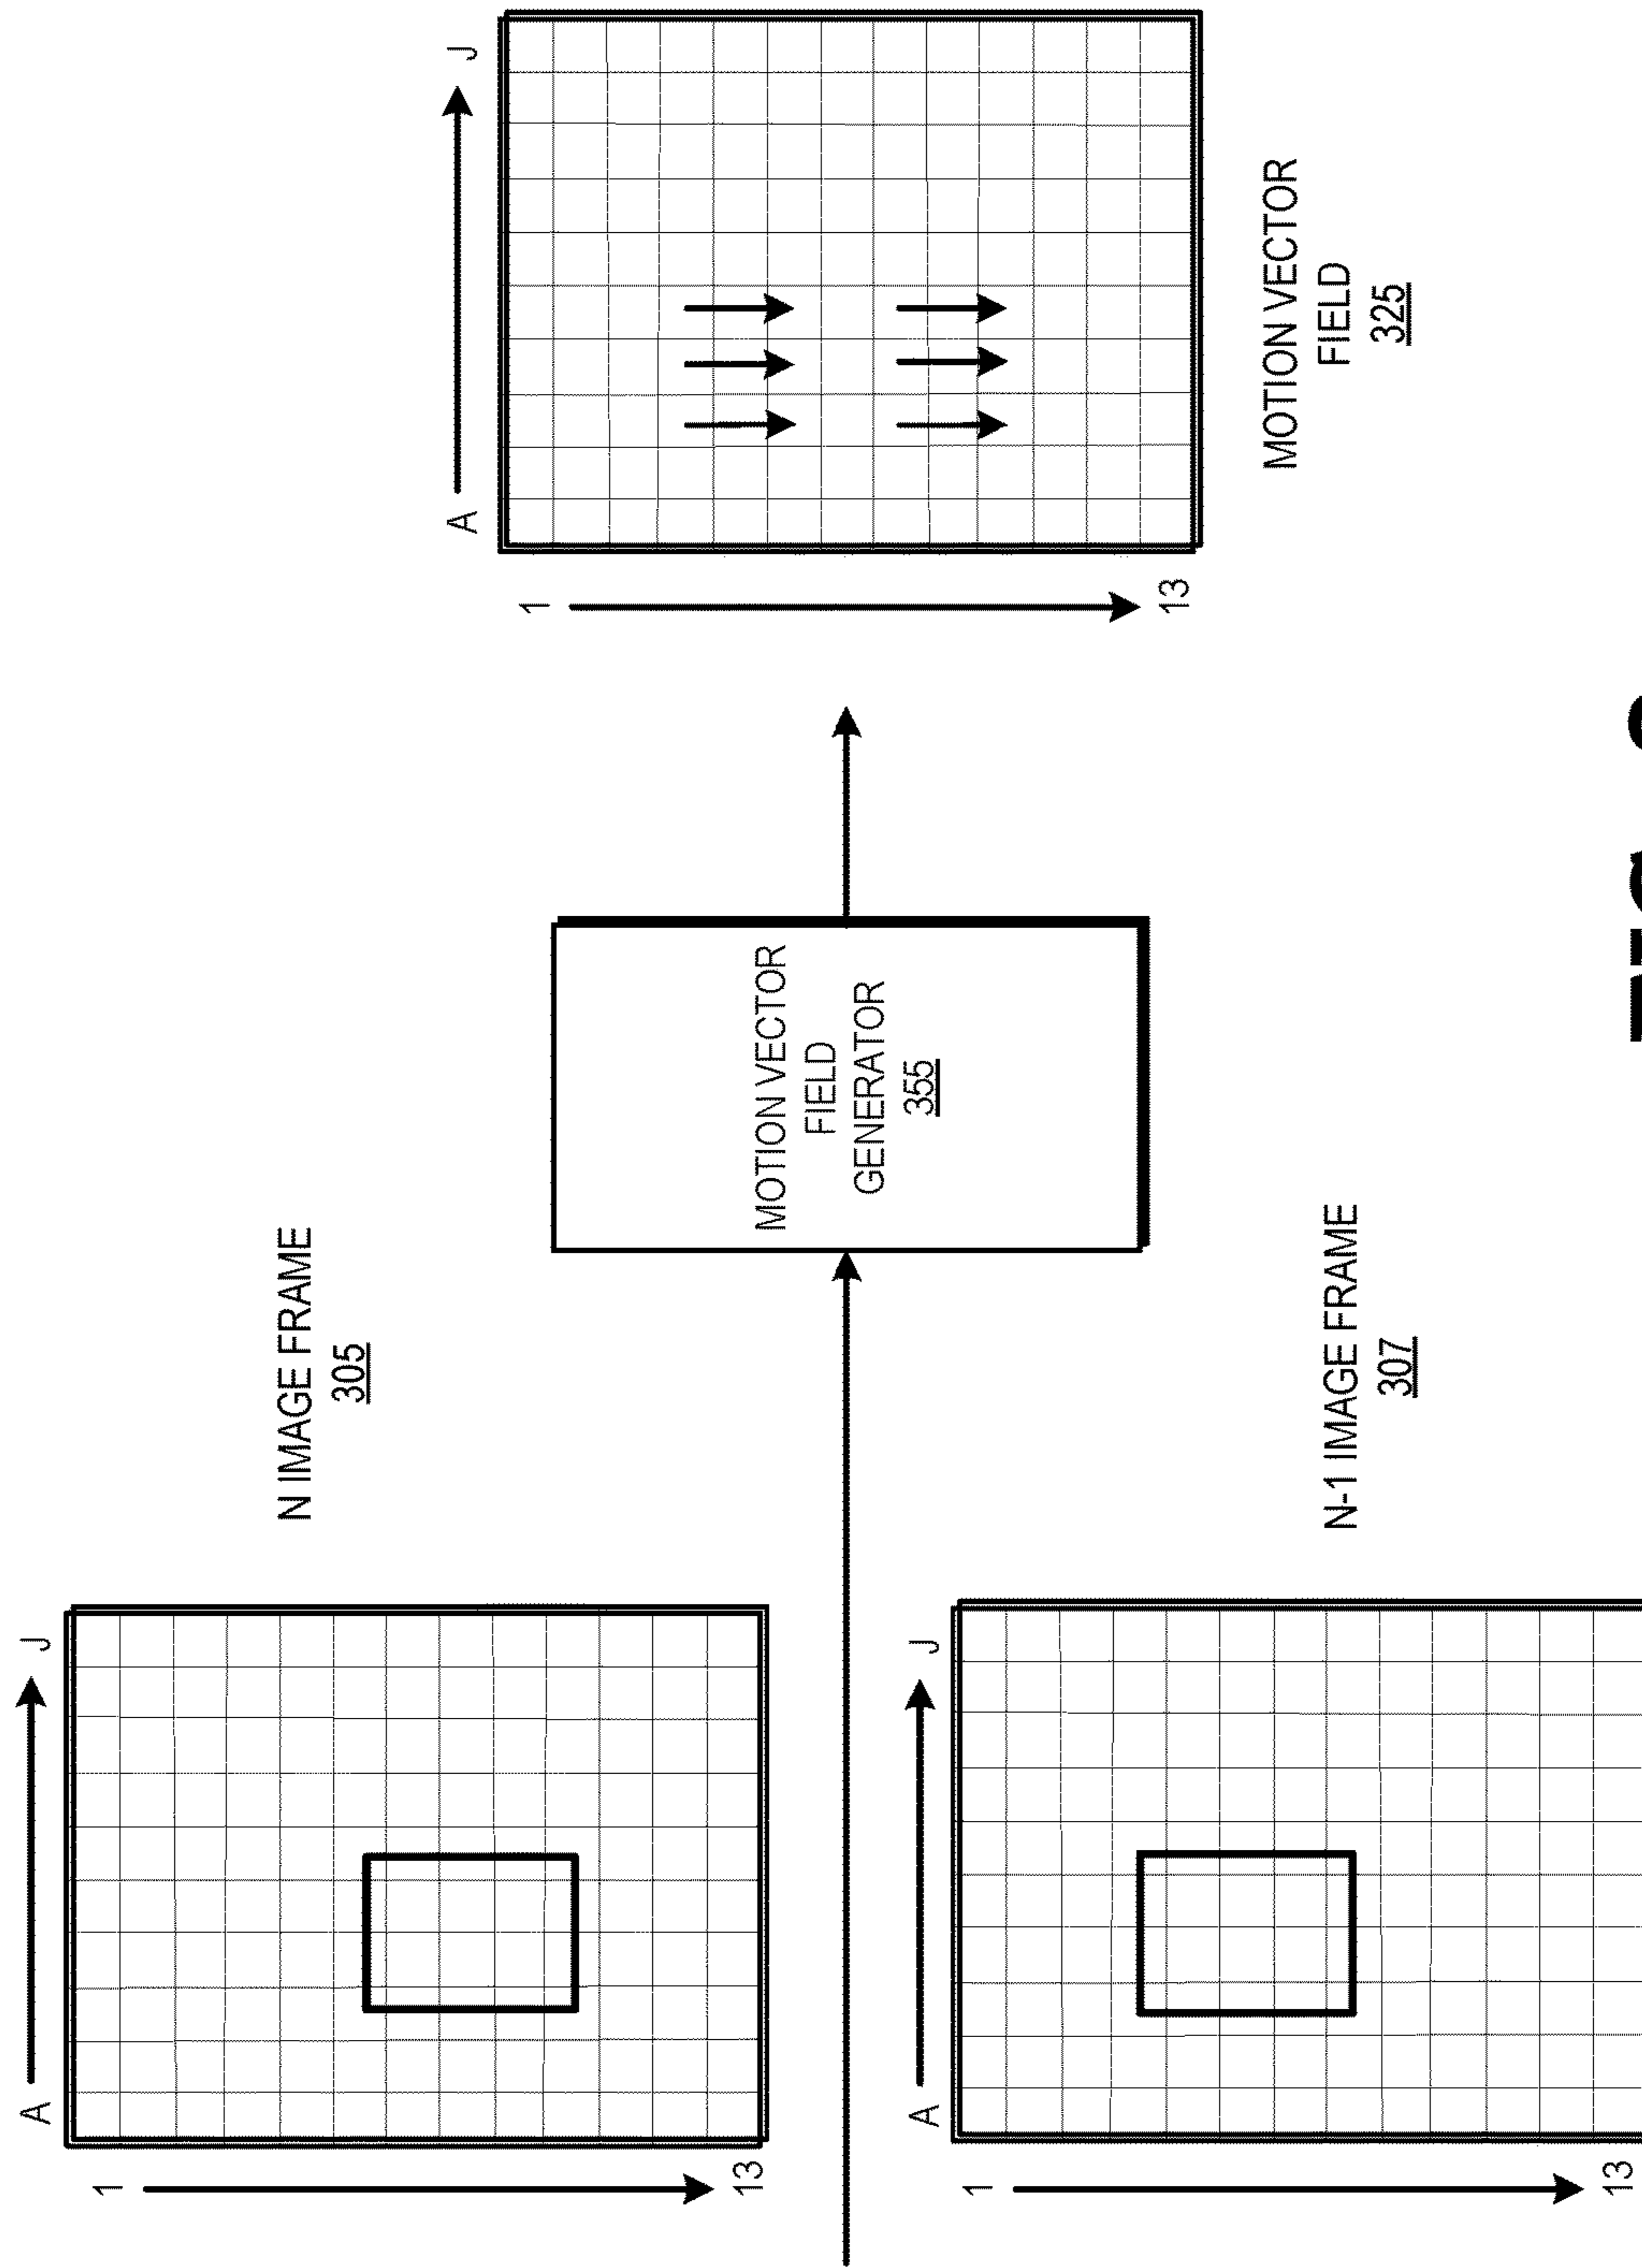 A J
1
13
N IMAGE FRAME
305
A J
1
13
N-1 IMAGE FRAME
307
MOTION VECTOR
FIELD
GENERATOR
355
A J
1
13
MOTION VECTOR
FIELD
325